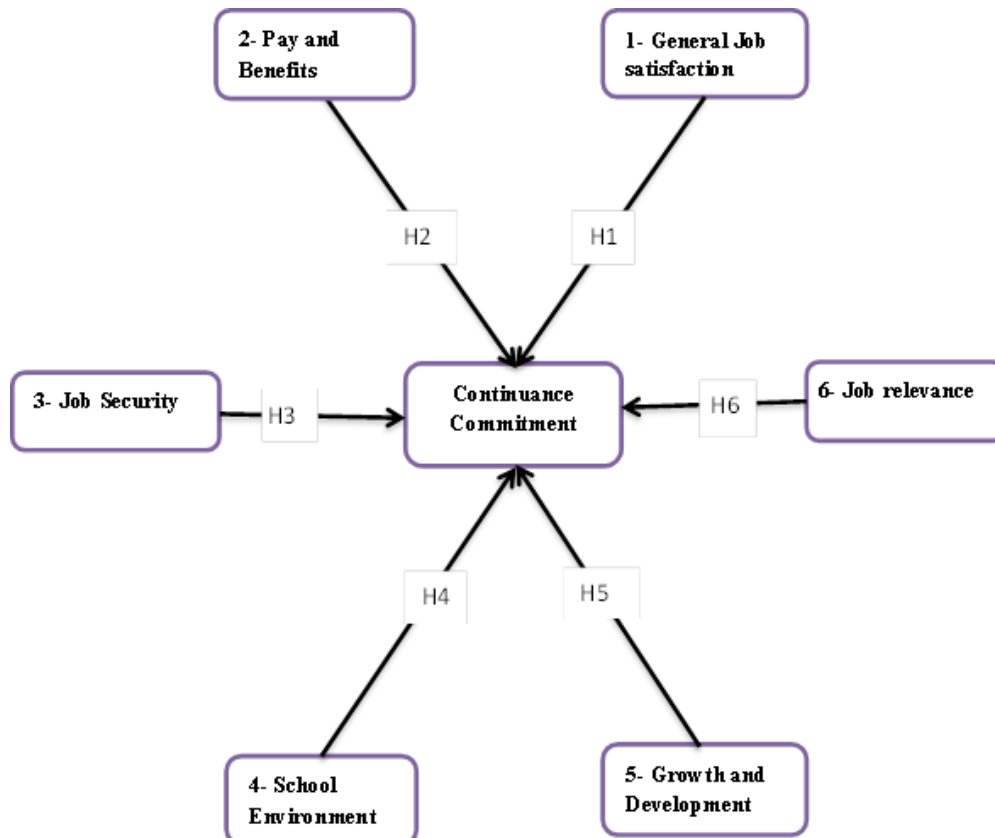 2- Pay and
Benefits
1- General Job
satisfaction
H2
H1
3- Job Security
H3
Continuance
Commitment
H6
6- Job relevance
H4
H5
4- School
Environment
5- Growth and
Development